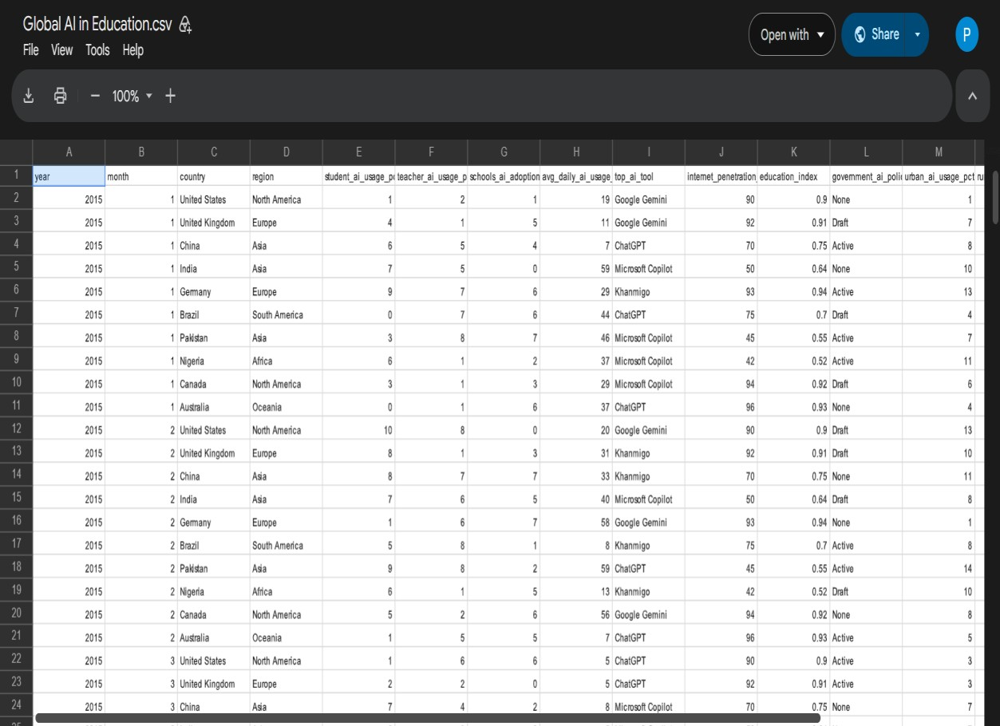 Global AI in Education.csv
File View Tools Help
Open with
Share
P
100%
A B C D E F G H I J K L M
1 year month country region student_ai_usage_p teacher_ai_usage_p schools_ai_adoption avg_daily_ai_usage_ top_ai_tool internet_penetration_ education_index government_ai_poli urban_ai_usage_pct ru
2 2015 1 United States North America 1 2 1 19 Google Gemini 90 0.9 None 1
3 2015 1 United Kingdom Europe 4 1 5 11 Google Gemini 92 0.91 Draft 7
4 2015 1 China Asia 6 5 4 7 ChatGPT 70 0.75 Active 8
5 2015 1 India Asia 7 5 0 59 Microsoft Copilot 50 0.64 None 10
6 2015 1 Germany Europe 9 7 6 29 Khanmigo 93 0.94 Active 13
7 2015 1 Brazil South America 0 7 6 44 ChatGPT 75 0.7 Draft 4
8 2015 1 Pakistan Asia 3 8 7 46 Microsoft Copilot 45 0.55 Active 7
9 2015 1 Nigeria Africa 6 1 2 37 Microsoft Copilot 42 0.52 Active 11
10 2015 1 Canada North America 3 1 3 29 Microsoft Copilot 94 0.92 Draft 6
11 2015 1 Australia Oceania 0 1 6 37 ChatGPT 96 0.93 None 4
12 2015 2 United States North America 10 8 0 20 Google Gemini 90 0.9 Draft 13
13 2015 2 United Kingdom Europe 8 1 3 31 Khanmigo 92 0.91 Draft 10
14 2015 2 China Asia 8 7 7 33 Khanmigo 70 0.75 None 11
15 2015 2 India Asia 7 6 5 40 Microsoft Copilot 50 0.64 Draft 8
16 2015 2 Germany Europe 1 6 7 58 Google Gemini 93 0.94 None 1
17 2015 2 Brazil South America 5 8 1 8 Khanmigo 75 0.7 Active 8
18 2015 2 Pakistan Asia 9 8 2 59 ChatGPT 45 0.55 Active 14
19 2015 2 Nigeria Africa 6 1 5 13 Khanmigo 42 0.52 Draft 10
20 2015 2 Canada North America 5 2 6 56 Google Gemini 94 0.92 None 8
21 2015 2 Australia Oceania 1 5 5 7 ChatGPT 96 0.93 Active 5
22 2015 3 United States North America 1 6 6 5 ChatGPT 90 0.9 Active 3
23 2015 3 United Kingdom Europe 2 2 0 5 ChatGPT 92 0.91 Active 3
24 2015 3 China Asia 7 4 2 8 Microsoft Copilot 70 0.75 None 7